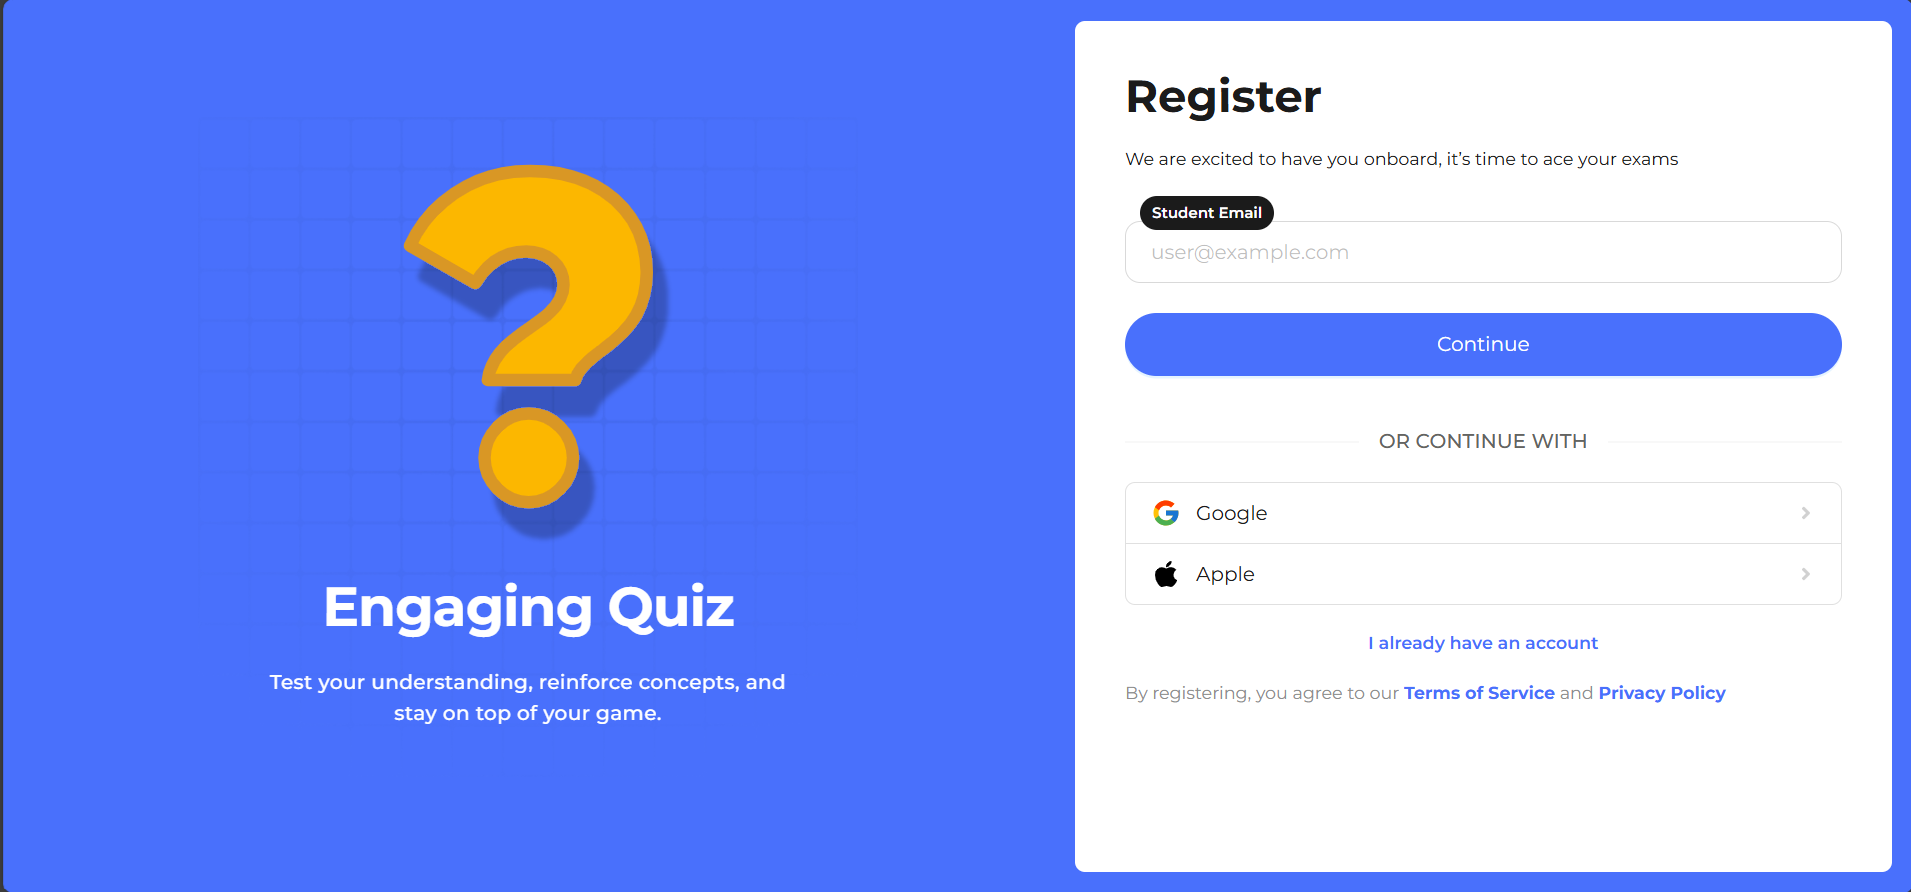 Engaging Quiz
Test your understanding, reinforce concepts, and
stay on top of your game.
Register
We are excited to have you onboard, it’s time to ace your exams
Student Email
user@example.com
Continue
OR CONTINUE WITH
Google
Apple
I already have an account
By registering, you agree to our Terms of Service and Privacy Policy